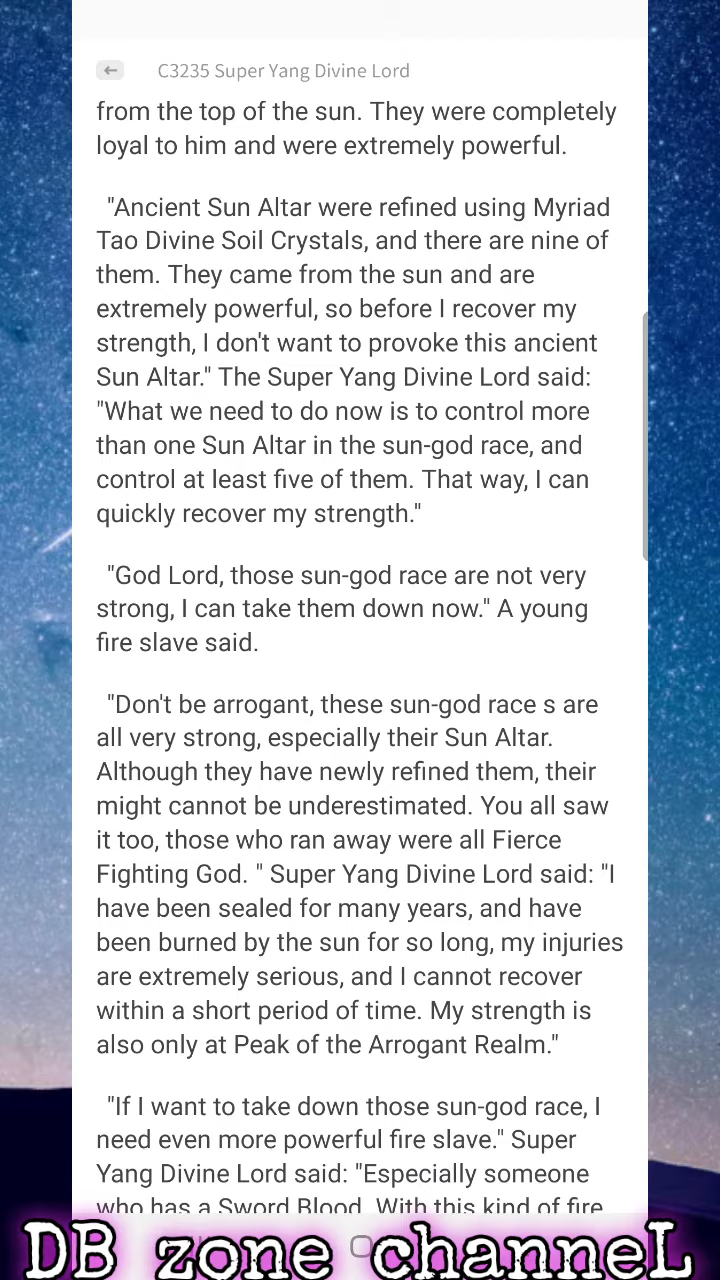 C3235 Super Yang Divine Lord
from the top of the sun. They were completely
loyal to him and were extremely powerful.
"Ancient Sun Altar were refined using Myriad
Tao Divine Soil Crystals, and there are nine of
them. They came from the sun and are
extremely powerful, so before I recover my
strength, I don't want to provoke this ancient
Sun Altar." The Super Yang Divine Lord said:
"What we need to do now is to control more
than one Sun Altar in the sun-god race, and
control at least five of them. That way, I can
quickly recover my strength."
"God Lord, those sun-god race are not very
strong, I can take them down now." A young
fire slave said.
"Don't be arrogant, these sun-god race s are
all very strong, especially their Sun Altar.
Although they have newly refined them, their
might cannot be underestimated. You all saw
it too, those who ran away were all Fierce
Fighting God. " Super Yang Divine Lord said: "I
have been sealed for many years, and have
been burned by the sun for so long, my injuries
are extremely serious, and I cannot recover
within a short period of time. My strength is
also only at Peak of the Arrogant Realm."
"If I want to take down those sun-god race, I
need even more powerful fire slave." Super
Yang Divine Lord said: "Especially someone
who has a Sword Blood. With this kind of fire
DB zone channeL